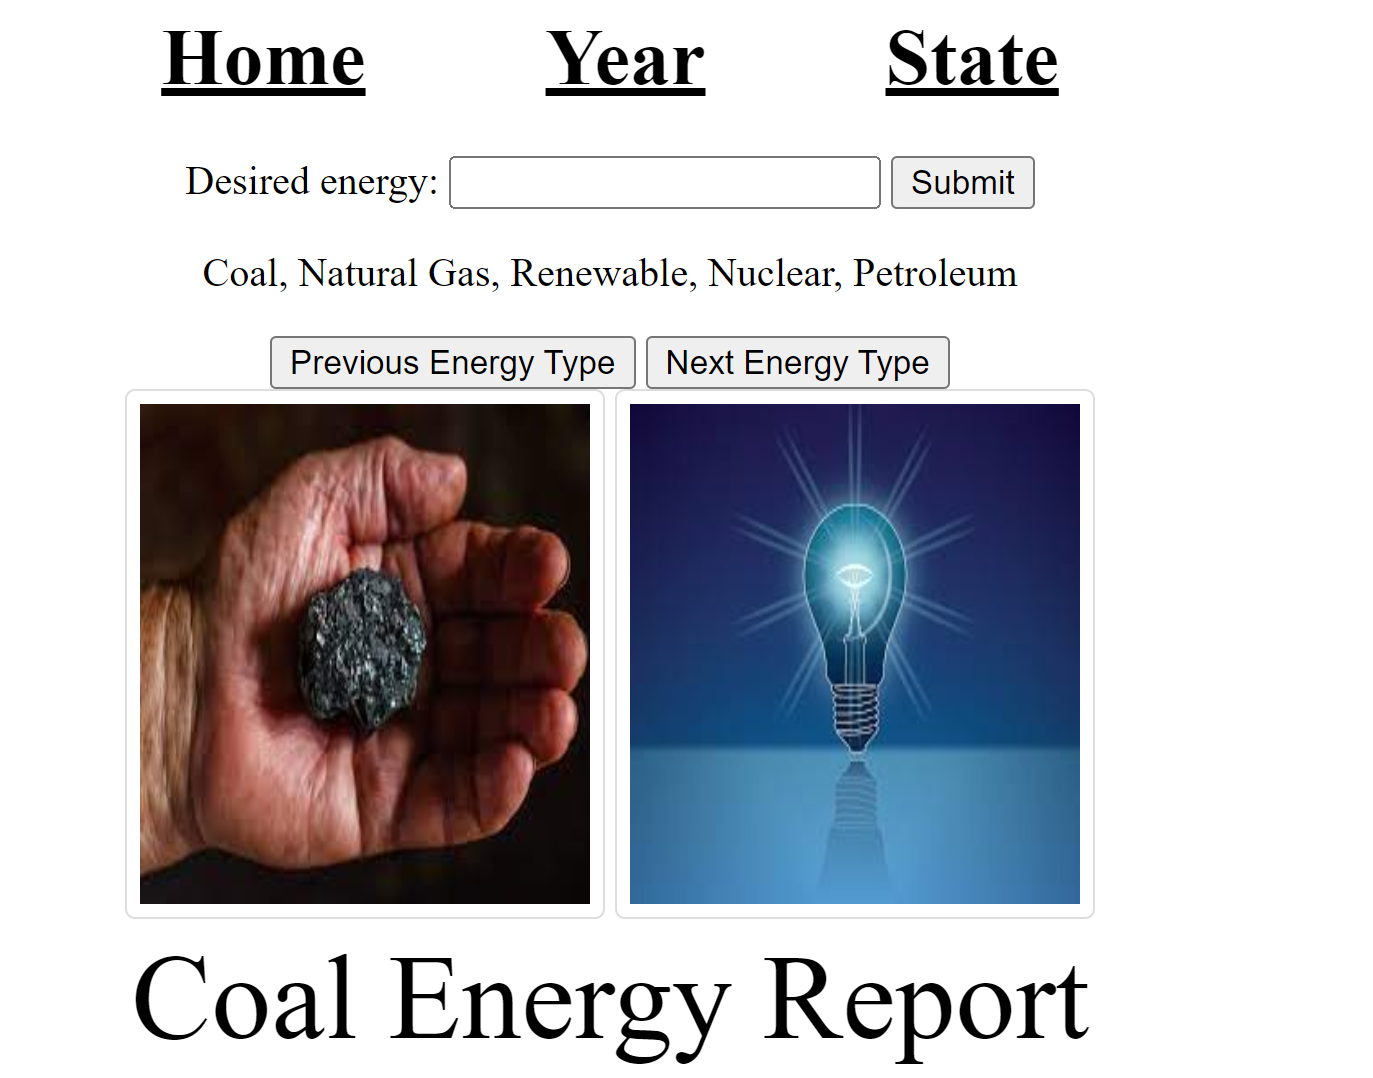 Home Year State
Desired energy: Submit
Coal, Natural Gas, Renewable, Nuclear, Petroleum
Previous Energy Type Next Energy Type
Coal Energy Report